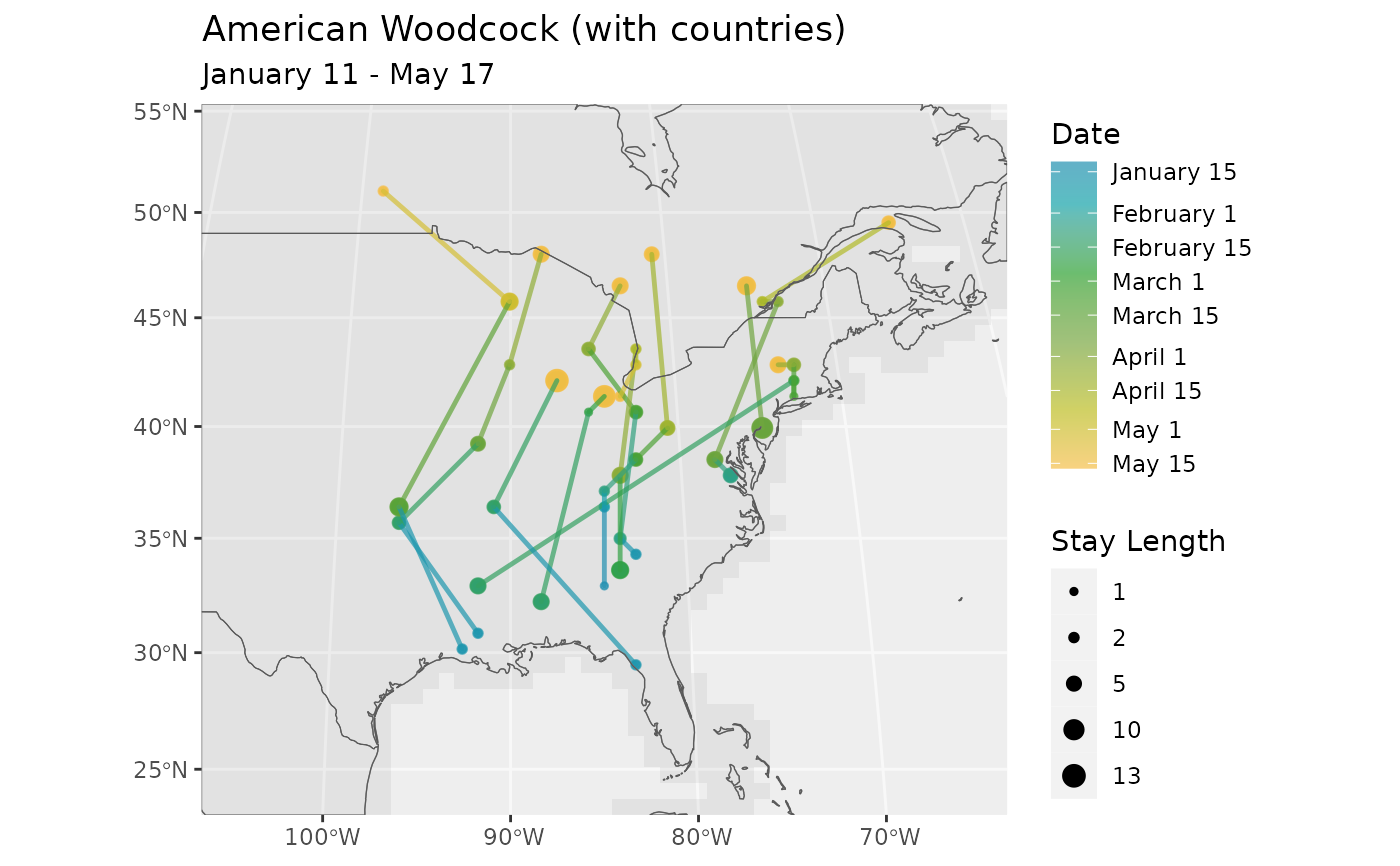 American Woodcock (with countries)
January 11 - May 17
55°N
50°N
45°N
40°N
35°N
30°N
25°N
100°W
90°W
80°W
70°W
Date
January 15
February 1
February 15
March 1
March 15
April 1
April 15
May 1
May 15
Stay Length
1
2
5
10
13